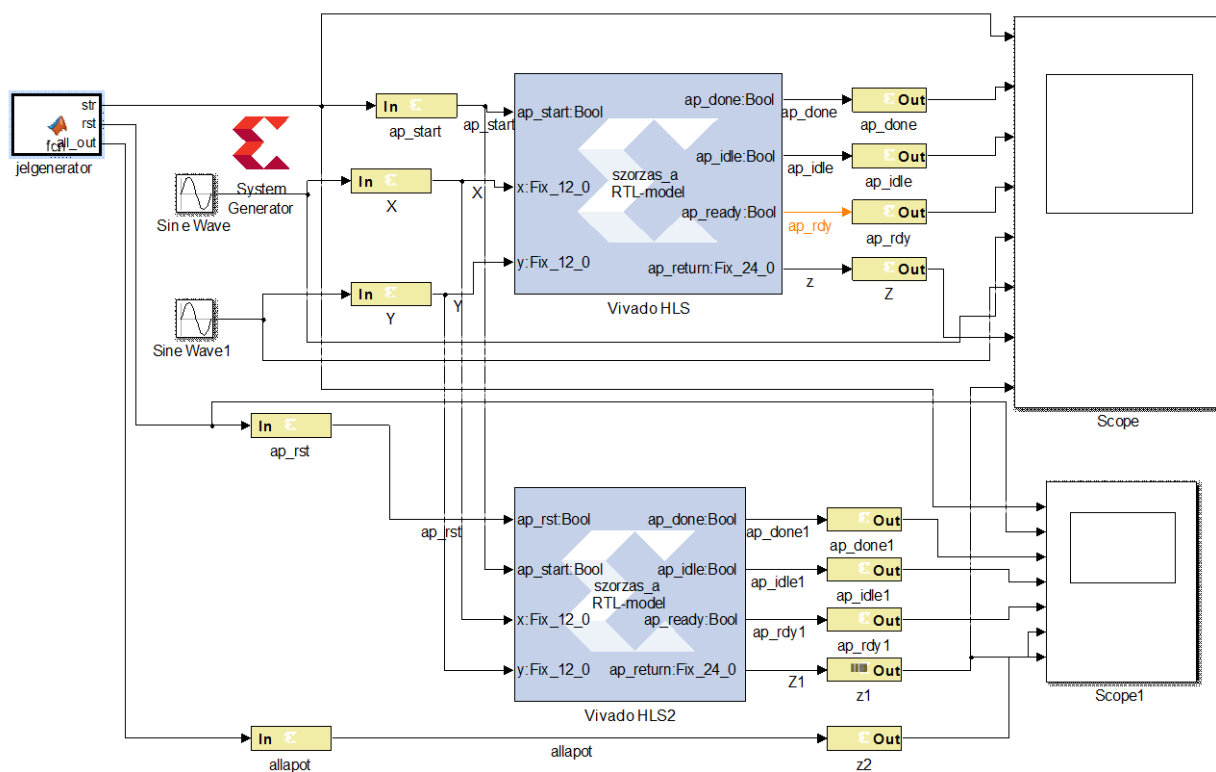 str
rst
all_out
fcn
jelgenerator
System
Generator
Sine Wave
Sine Wave1
In
ap_start
ap_start
In
X
X
In
Y
Y
ap_start:Bool
x:Fix_12_0
y:Fix_12_0
szorzas_a
RTL-model
ap_done:Bool
ap_idle:Bool
ap_ready:Bool
ap_return:Fix_24_0
Vivado HLS
ap_done
Out
ap_done
ap_idle
Out
ap_idle
ap_rdy
Out
ap_rdy
z
Out
Z
Scope
In
ap_rst
ap_rst
ap_rst:Bool
ap_start:Bool
x:Fix_12_0
y:Fix_12_0
szorzas_a
RTL-model
ap_done:Bool
ap_idle:Bool
ap_ready:Bool
ap_return:Fix_24_0
Vivado HLS2
ap_done1
Out
ap_done1
ap_idle1
Out
ap_idle1
ap_rdy1
Out
ap_rdy1
Z1
Out
z1
Scope1
In
allapot
allapot
Out
z2